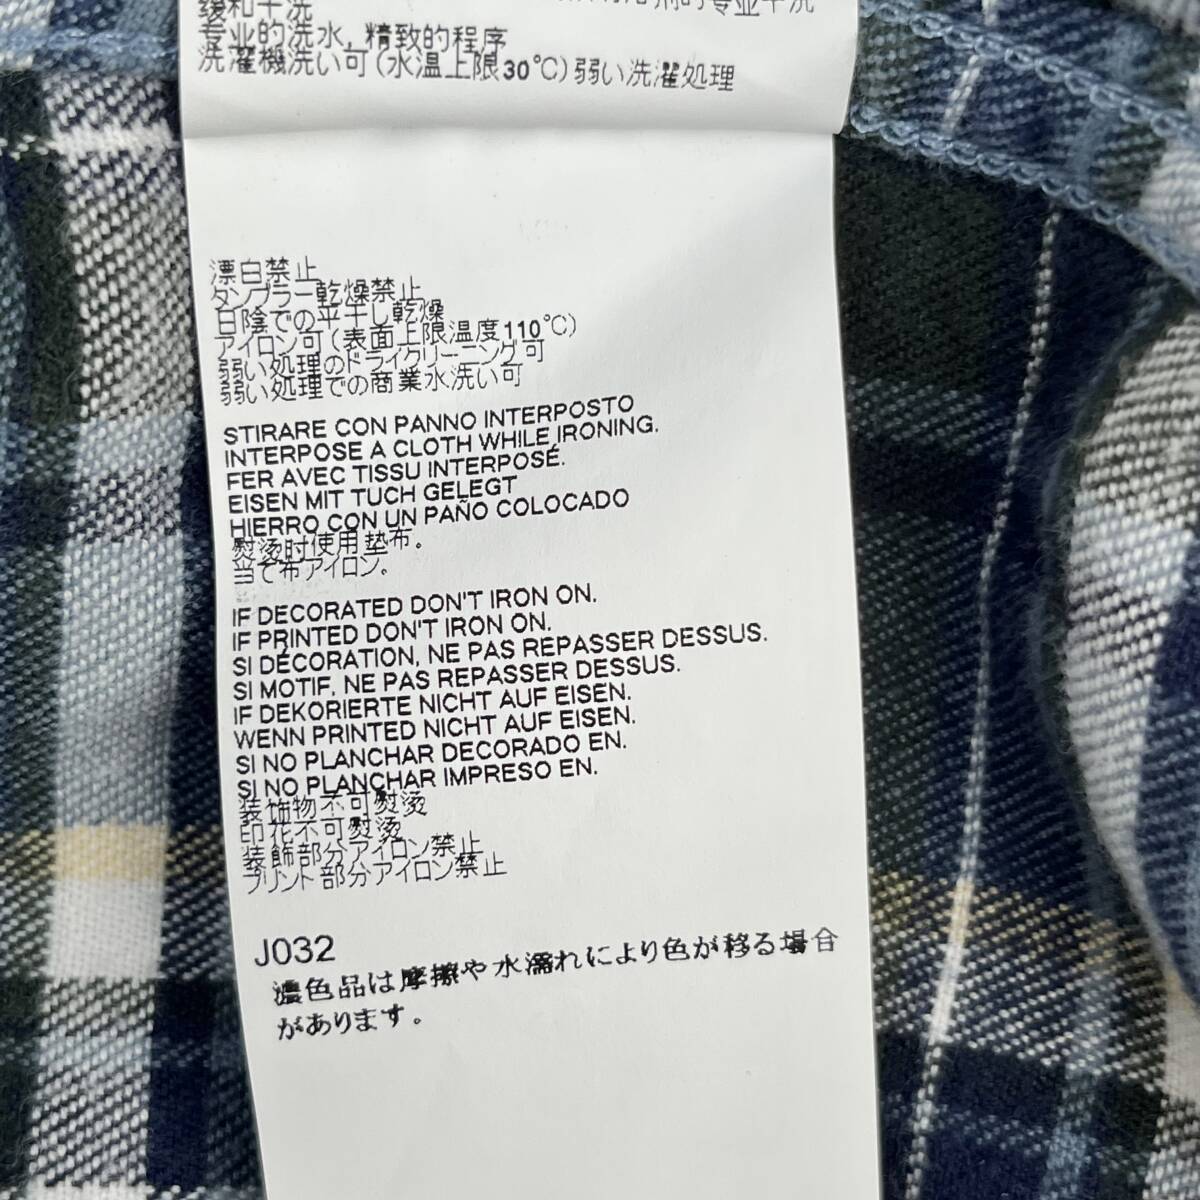 缓和干洗
专业的洗水,精致的程序
洗濯機洗い可(水温上限30℃)弱い洗濯処理
漂白禁止
タンブラー乾燥禁止
日陰での平干し乾燥
アイロン可(表面上限温度110℃)
弱い処理のドライクリーニング可
弱い処理での商業水洗い可
STIRARE CON PANNO INTERPOSTO
INTERPOSE A CLOTH WHILE IRONING.
FER AVEC TISSU INTERPOSÉ.
EISEN MIT TUCH GELEGT
HIERRO CON UN PAÑO COLOCADO
熨烫时使用垫布。
当て布アイロン。
IF DECORATED DON'T IRON ON.
IF PRINTED DON'T IRON ON.
SI DÉCORATION, NE PAS REPASSER DESSUS.
SI MOTIF, NE PAS REPASSER DESSUS.
IF DEKORIERTE NICHT AUF EISEN.
WENN PRINTED NICHT AUF EISEN.
SI NO PLANCHAR DECORADO EN.
SI NO PLANCHAR IMPRESO EN.
装饰物不可熨烫
印花不可熨烫
装飾部分アイロン禁止
プリント部分アイロン禁止
J032
濃色品は摩擦や水濡れにより色が移る場合
があります。